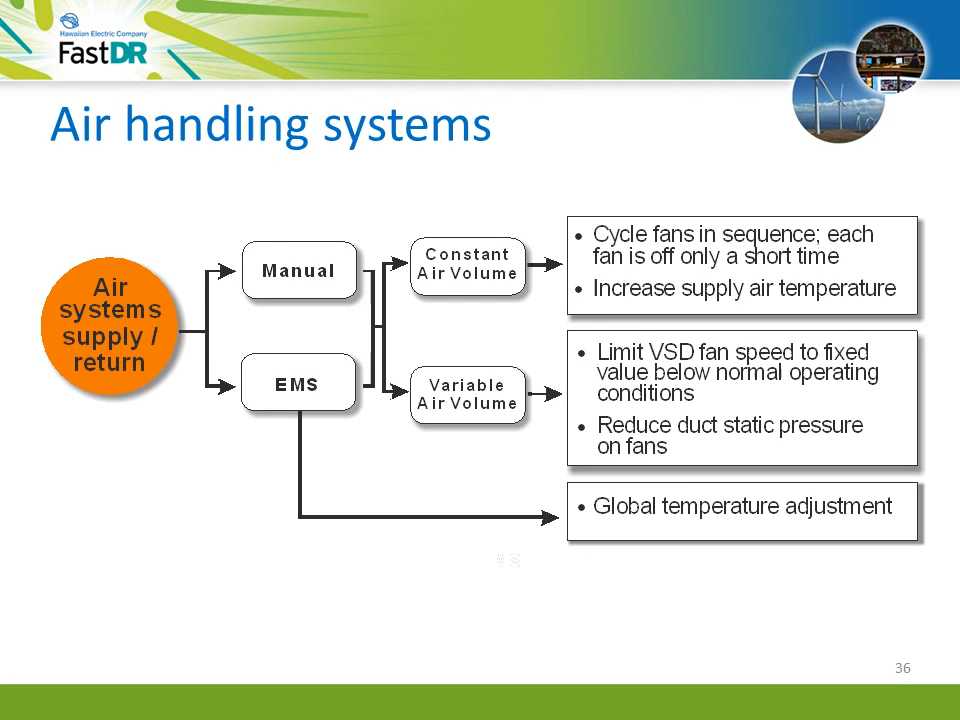 Hawaiian Electric Company
FastDR
Air handling systems
Air
systems
supply /
return
Manual
EMS
Constant
Air Volume
Variable
Air Volume
• Cycle fans in sequence; each
fan is off only a short time
• Increase supply air temperature
• Limit VSD fan speed to fixed
value below normal operating
conditions
• Reduce duct static pressure
on fans
• Global temperature adjustment
36